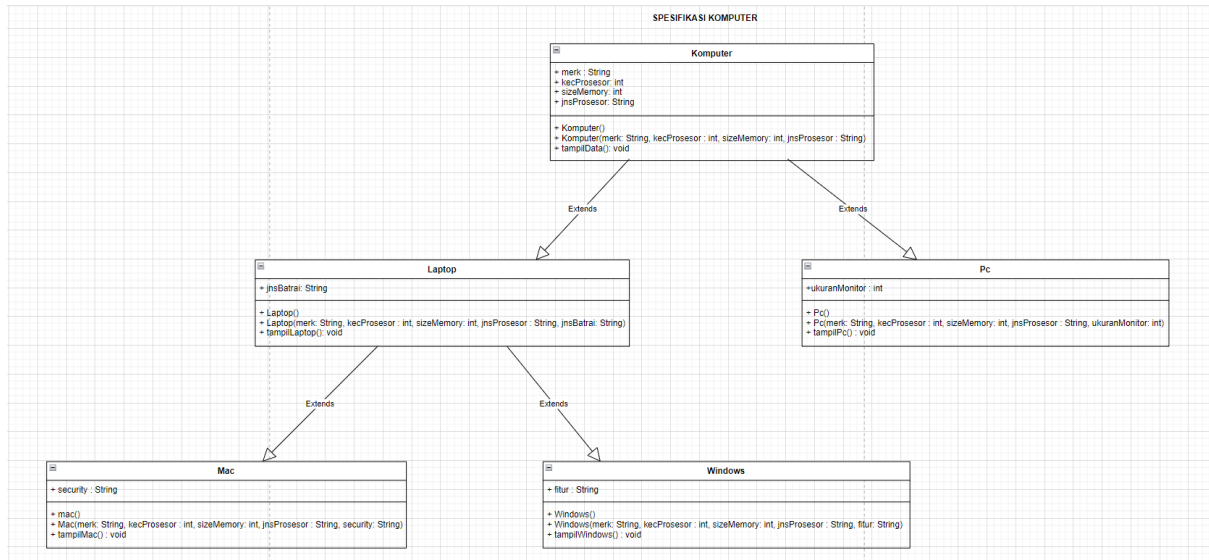 SPESIFIKASI KOMPUTER
Komputer
+ merk : String
+ kecProsesor: int
+ sizeMemory: int
+ jnsProsesor: String
+ Komputer()
+ Komputer(merk: String, kecProsesor : int, sizeMemory: int, jnsProsesor : String)
+ tampilData(): void
Extends
Extends
Laptop
+ jnsBatrai: String
+ Laptop()
+ Laptop(merk: String, kecProsesor : int, sizeMemory: int, jnsProsesor : String, jnsBatrai: String)
+ tampilLaptop(): void
Pc
+ukuranMonitor : int
+ Pc()
+ Pc(merk: String, kecProsesor : int, sizeMemory: int, jnsProsesor : String, ukuranMonitor: int)
+ tampilPc() : void
Extends
Extends
Mac
+ security : String
+ mac()
+ Mac(merk: String, kecProsesor : int, sizeMemory: int, jnsProsesor : String, security: String)
+ tampilMac() : void
Windows
+ fitur : String
+ Windows()
+ Windows(merk: String, kecProsesor : int, sizeMemory: int, jnsProsesor : String, fitur: String)
+ tampilWindows() : void